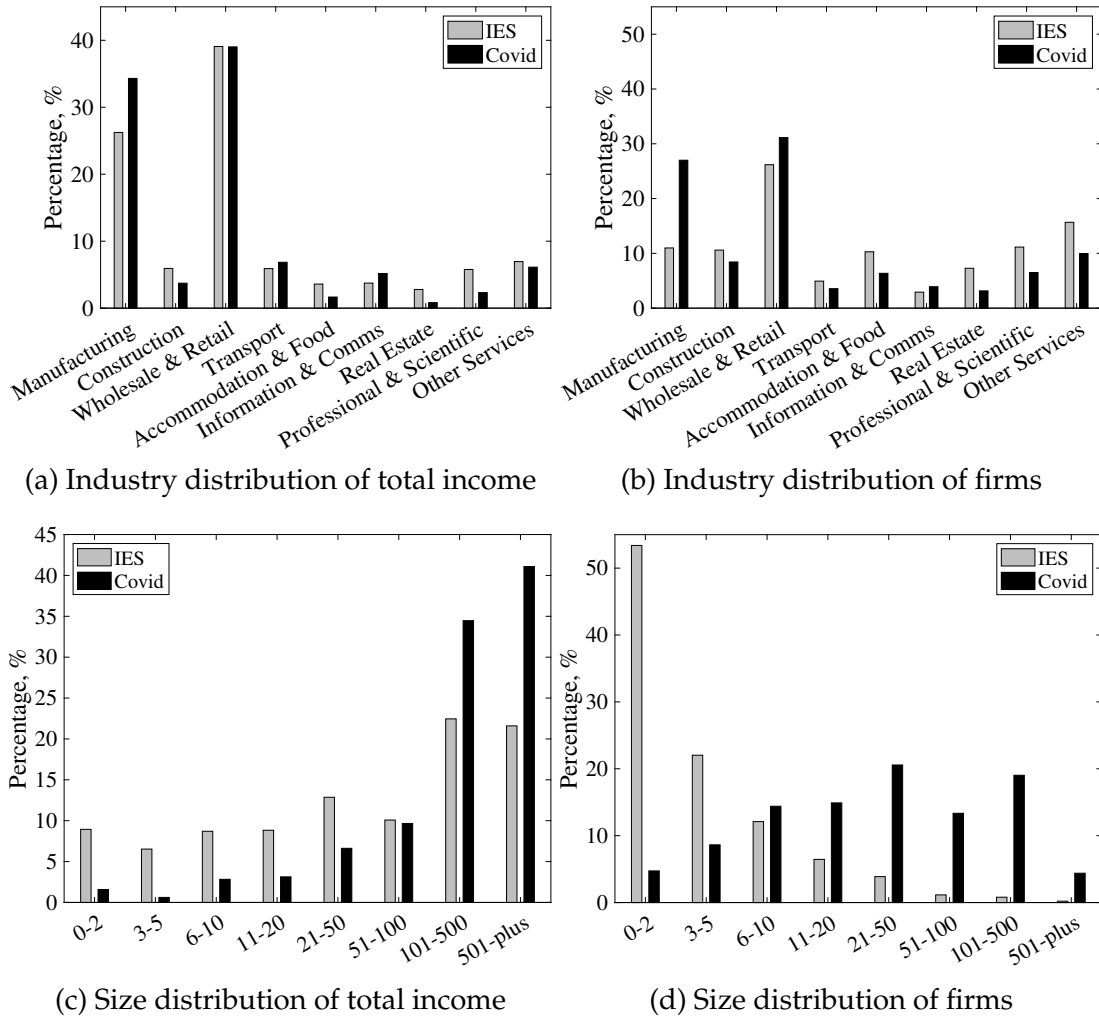 IES
Covid
Percentage, %
40
30
20
10
0
Manufacturing
Construction
Wholesale & Retail
Transport
Accommodation & Food
Information & Comms
Real Estate
Professional & Scientific
Other Services
(a) Industry distribution of total income
IES
Covid
Percentage, %
50
40
30
20
10
0
Manufacturing
Construction
Wholesale & Retail
Transport
Accommodation & Food
Information & Comms
Real Estate
Professional & Scientific
Other Services
(b) Industry distribution of firms
IES
Covid
Percentage, %
45
40
35
30
25
20
15
10
5
0
0-2
3-5
6-10
11-20
21-50
51-100
101-500
501-plus
(c) Size distribution of total income
IES
Covid
Percentage, %
50
40
30
20
10
0
0-2
3-5
6-10
11-20
21-50
51-100
101-500
501-plus
(d) Size distribution of firms